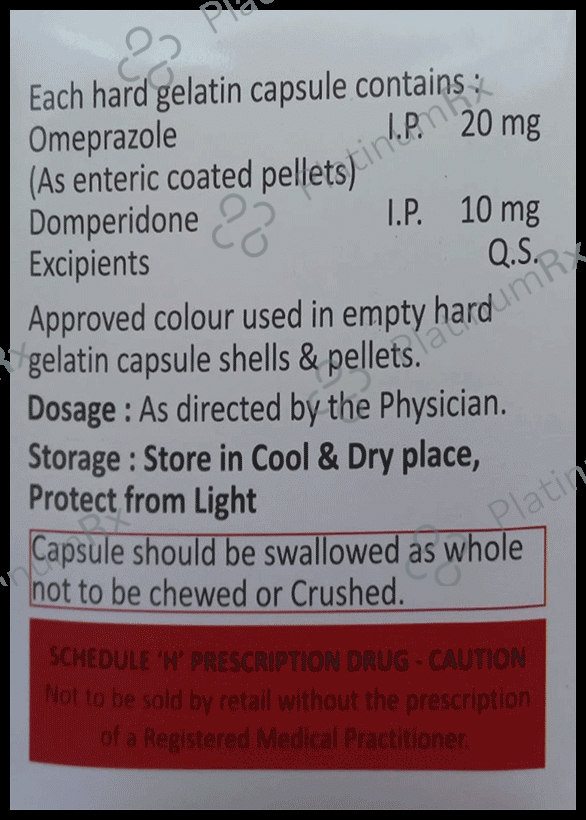 Each hard gelatin capsule contains :
Omeprazole I.P. 20 mg
(As enteric coated pellets)
Domperidone I.P. 10 mg
Excipients Q.S.
Approved colour used in empty hard
gelatin capsule shells & pellets.
Dosage : As directed by the Physician.
Storage : Store in Cool & Dry place,
Protect from Light
Capsule should be swallowed as whole
not to be chewed or Crushed.
SCHEDULE 'H' PRESCRIPTION DRUG - CAUTION
Not to be sold by retail without the prescription
of a Registered Medical Practitioner.
PlatinumRx
PlatinumRx